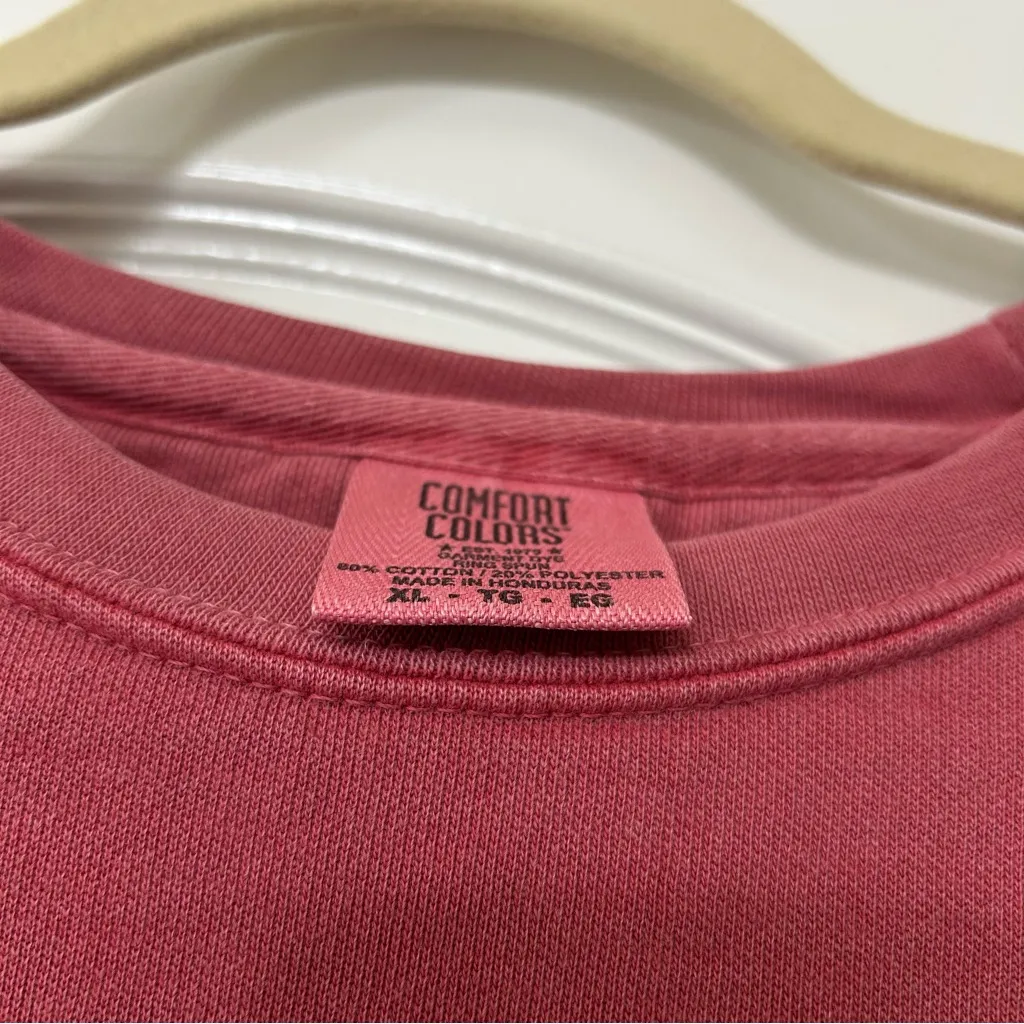 COMFORT
COLORS
★ EST. 1975 ★
GARMENT DYE
RING SPUN
80% COTTON / 20% POLYESTER
MADE IN HONDURAS
XL - TG - EG